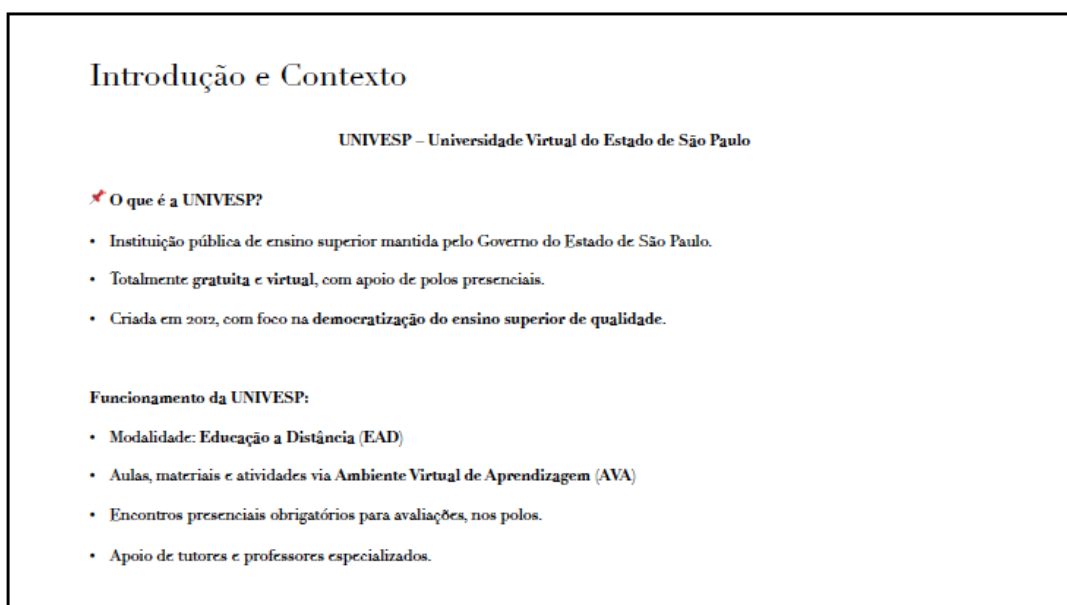 Introdução e Contexto
UNIVESP – Universidade Virtual do Estado de São Paulo
📌 O que é a UNIVESP?
• Instituição pública de ensino superior mantida pelo Governo do Estado de São Paulo.
• Totalmente gratuita e virtual, com apoio de polos presenciais.
• Criada em 2012, com foco na democratização do ensino superior de qualidade.
Funcionamento da UNIVESP:
• Modalidade: Educação a Distância (EAD)
• Aulas, materiais e atividades via Ambiente Virtual de Aprendizagem (AVA)
• Encontros presenciais obrigatórios para avaliações, nos polos.
• Apoio de tutores e professores especializados.